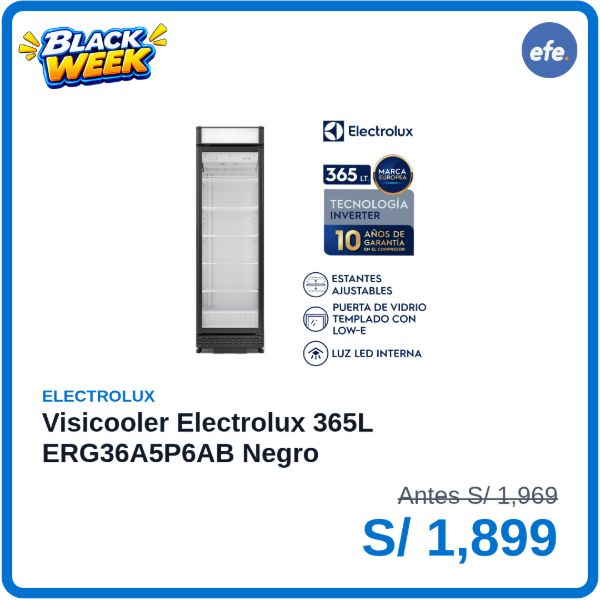 BLACK
WEEK
efe.
Electrolux
365 LT.
MARCA
EUROPEA
TECNOLOGÍA
INVERTER
10 AÑOS DE
GARANTÍA
EN EL COMPRESOR
ESTANTES
AJUSTABLES
PUERTA DE VIDRIO
TEMPLADO CON
LOW-E
LUZ LED INTERNA
ELECTROLUX
Visicooler Electrolux 365L
ERG36A5P6AB Negro
Antes S/ 1,969
S/ 1,899